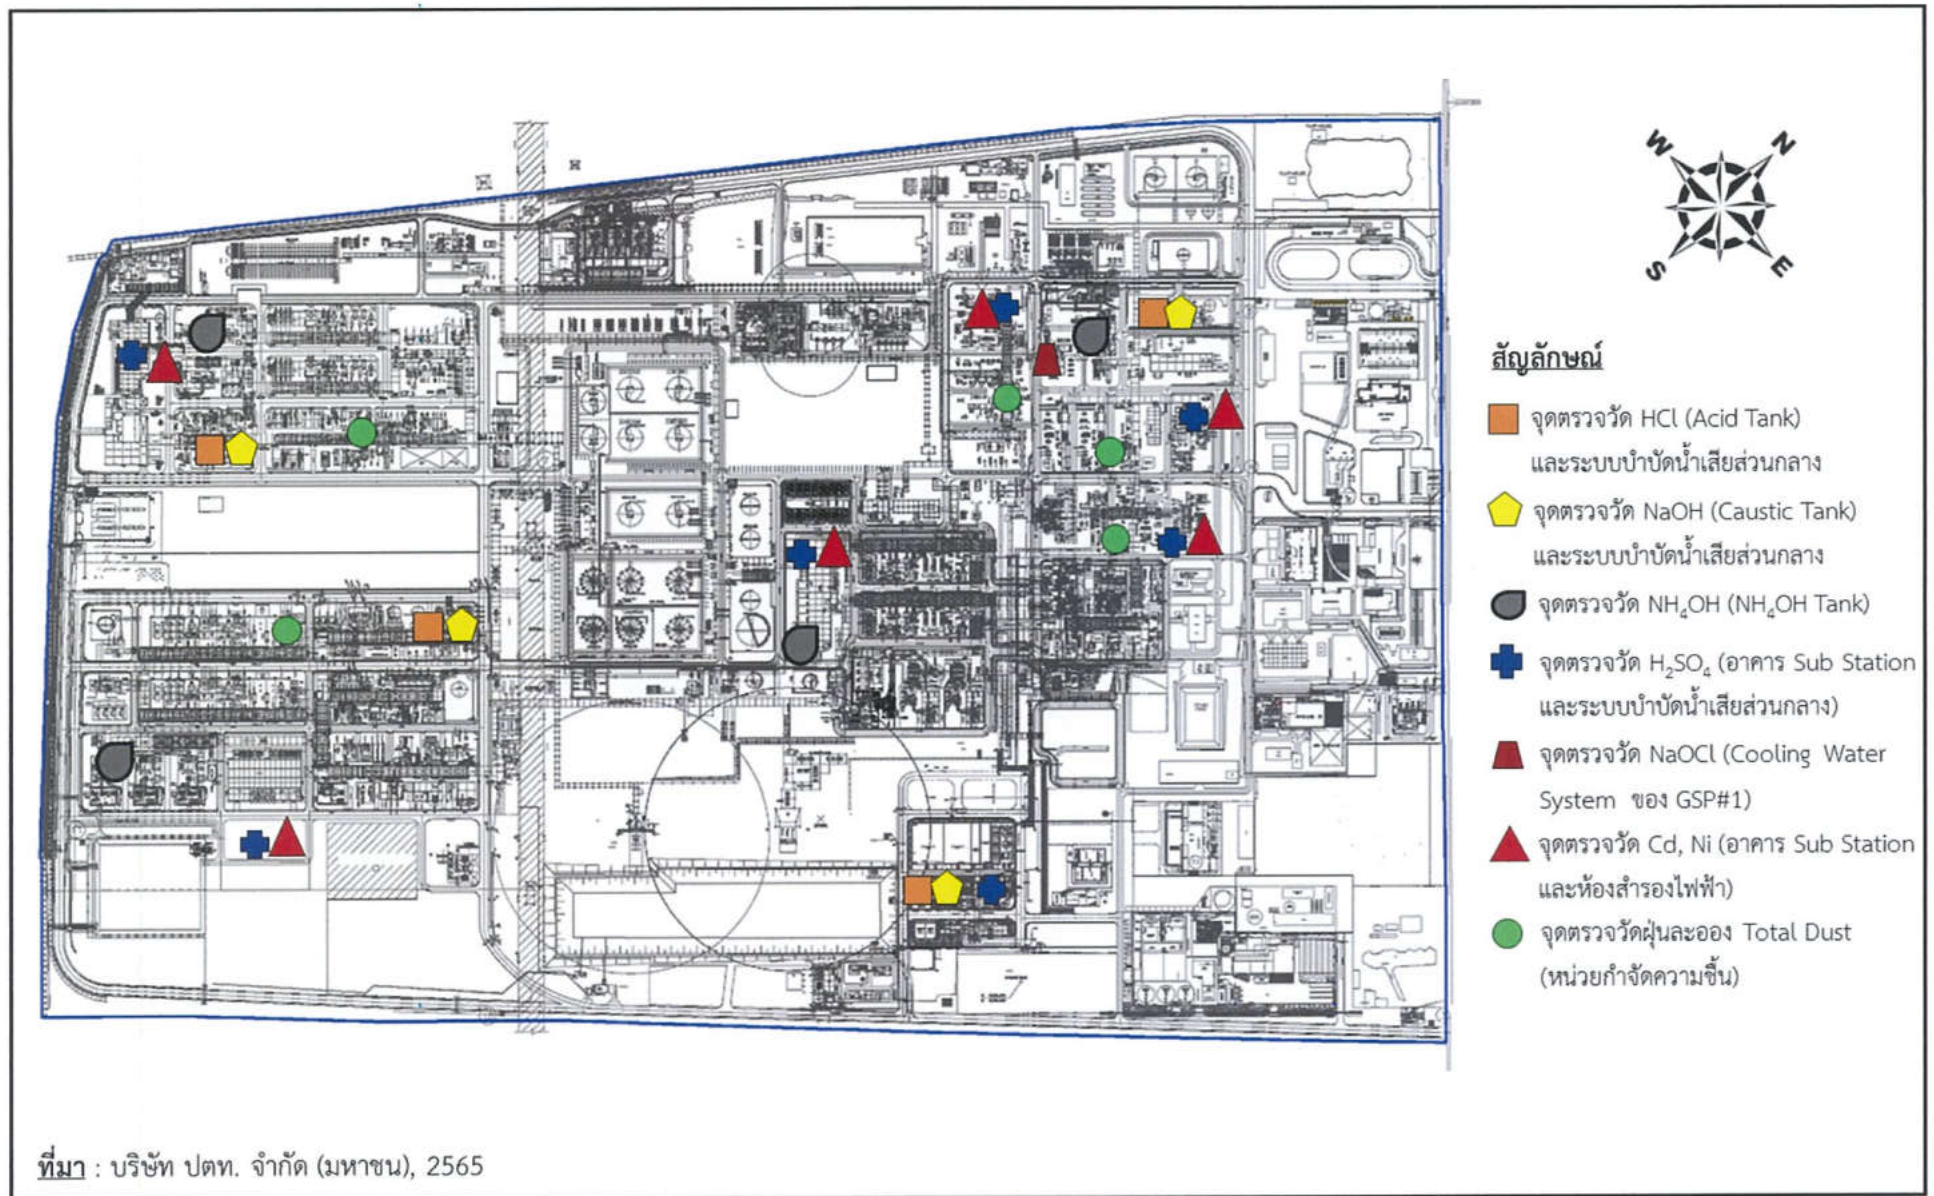 W
N
S
E
สัญลักษณ์
จุดตรวจวัด HCl (Acid Tank)
และระบบบำบัดน้ำเสียส่วนกลาง
จุดตรวจวัด NaOH (Caustic Tank)
และระบบบำบัดน้ำเสียส่วนกลาง
จุดตรวจวัด NH₄OH (NH₄OH Tank)
จุดตรวจวัด H₂SO₄ (อาคาร Sub Station
และระบบบำบัดน้ำเสียส่วนกลาง)
จุดตรวจวัด NaOCl (Cooling Water
System ของ GSP#1)
จุดตรวจวัด Cd, Ni (อาคาร Sub Station
และห้องสำรองไฟฟ้า)
จุดตรวจวัดฝุ่นละออง Total Dust
(หน่วยกำจัดความชื้น)
ที่มา : บริษัท ปตท. จำกัด (มหาชน), 2565